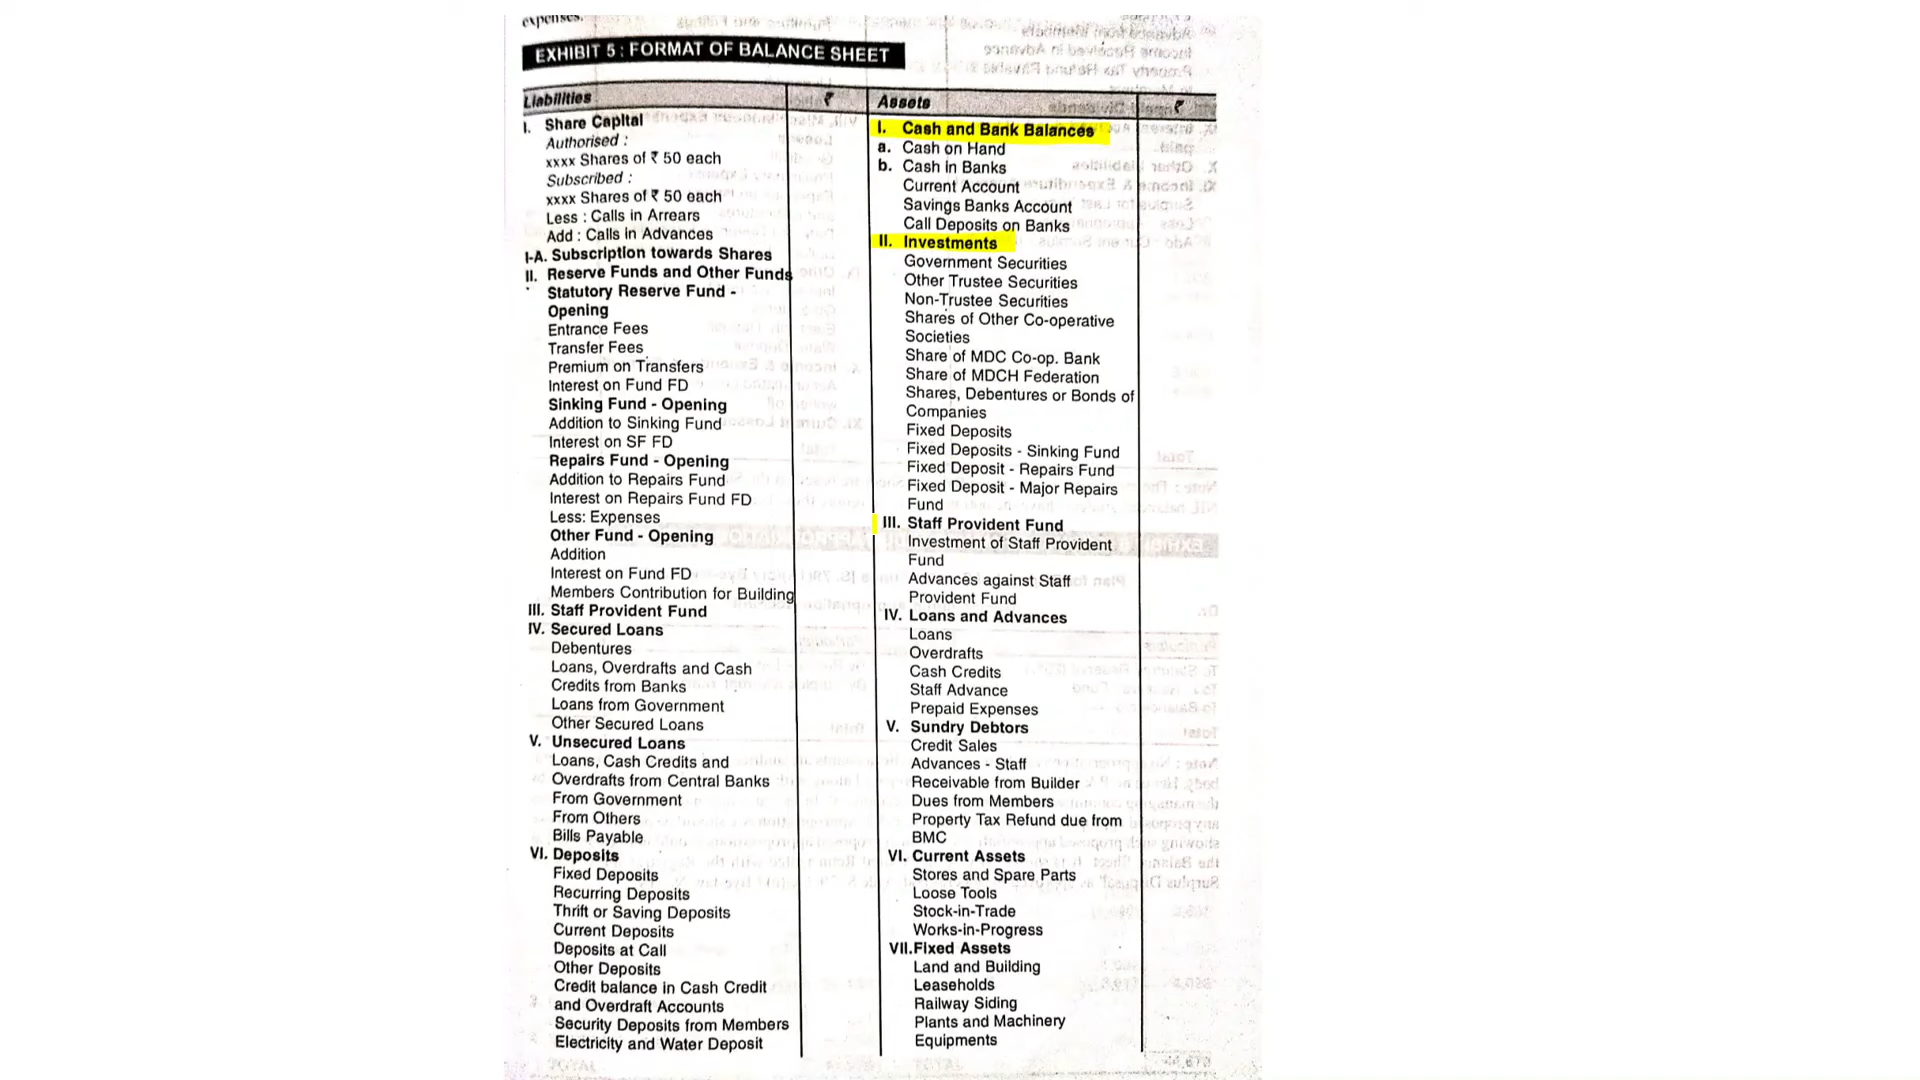 expenses.
EXHIBIT 5 : FORMAT OF BALANCE SHEET
Liabilities ₹ Assets ₹
I. Share Capital
Authorised :
xxxx Shares of ₹ 50 each
Subscribed :
xxxx Shares of ₹ 50 each
Less : Calls in Arrears
Add : Calls in Advances
I-A. Subscription towards Shares
II. Reserve Funds and Other Funds
Statutory Reserve Fund -
Opening
Entrance Fees
Transfer Fees
Premium on Transfers
Interest on Fund FD
Sinking Fund - Opening
Addition to Sinking Fund
Interest on SF FD
Repairs Fund - Opening
Addition to Repairs Fund
Interest on Repairs Fund FD
Less: Expenses
Other Fund - Opening
Addition
Interest on Fund FD
Members Contribution for Building
III. Staff Provident Fund
IV. Secured Loans
Debentures
Loans, Overdrafts and Cash
Credits from Banks
Loans from Government
Other Secured Loans
V. Unsecured Loans
Loans, Cash Credits and
Overdrafts from Central Banks
From Government
From Others
Bills Payable
VI. Deposits
Fixed Deposits
Recurring Deposits
Thrift or Saving Deposits
Current Deposits
Deposits at Call
Other Deposits
Credit balance in Cash Credit
and Overdraft Accounts
Security Deposits from Members
Electricity and Water Deposit
I. Cash and Bank Balances
a. Cash on Hand
b. Cash in Banks
Current Account
Savings Banks Account
Call Deposits on Banks
II. Investments
Government Securities
Other Trustee Securities
Non-Trustee Securities
Shares of Other Co-operative
Societies
Share of MDC Co-op. Bank
Share of MDCH Federation
Shares, Debentures or Bonds of
Companies
Fixed Deposits
Fixed Deposits - Sinking Fund
Fixed Deposit - Repairs Fund
Fixed Deposit - Major Repairs
Fund
III. Staff Provident Fund
Investment of Staff Provident
Fund
Advances against Staff
Provident Fund
IV. Loans and Advances
Loans
Overdrafts
Cash Credits
Staff Advance
Prepaid Expenses
V. Sundry Debtors
Credit Sales
Advances - Staff
Receivable from Builder
Dues from Members
Property Tax Refund due from
BMC
VI. Current Assets
Stores and Spare Parts
Loose Tools
Stock-in-Trade
Works-in-Progress
VII.Fixed Assets
Land and Building
Leaseholds
Railway Siding
Plants and Machinery
Equipments